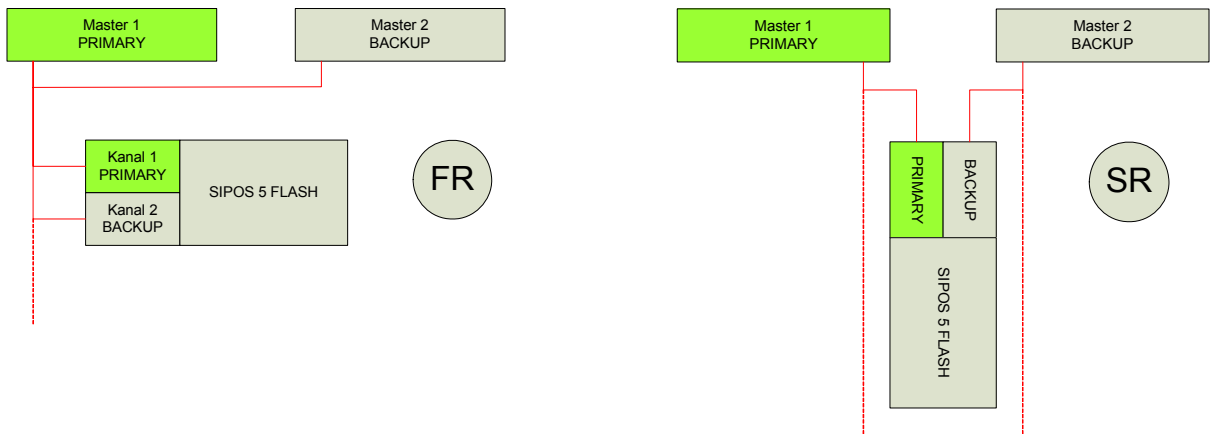 Master 1
PRIMARY
Master 2
BACKUP
Kanal 1
PRIMARY
Kanal 2
BACKUP
SIPOS 5 FLASH
FR
Master 1
PRIMARY
Master 2
BACKUP
PRIMARY
BACKUP
SIPOS 5 FLASH
SR